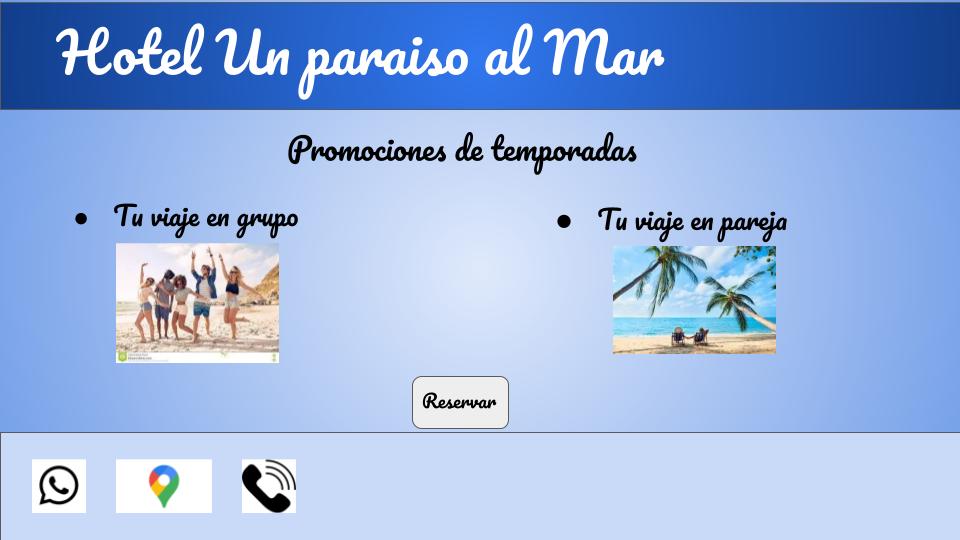 Hotel Un paraiso al Mar
Promociones de temporadas
● Tu viaje en grupo
● Tu viaje en pareja
Reservar